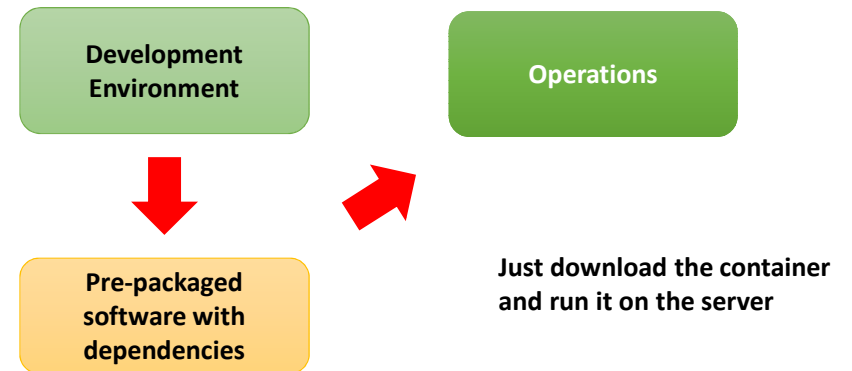 Development
Environment
Operations
Pre-packaged
software with
dependencies
Just download the container
and run it on the server